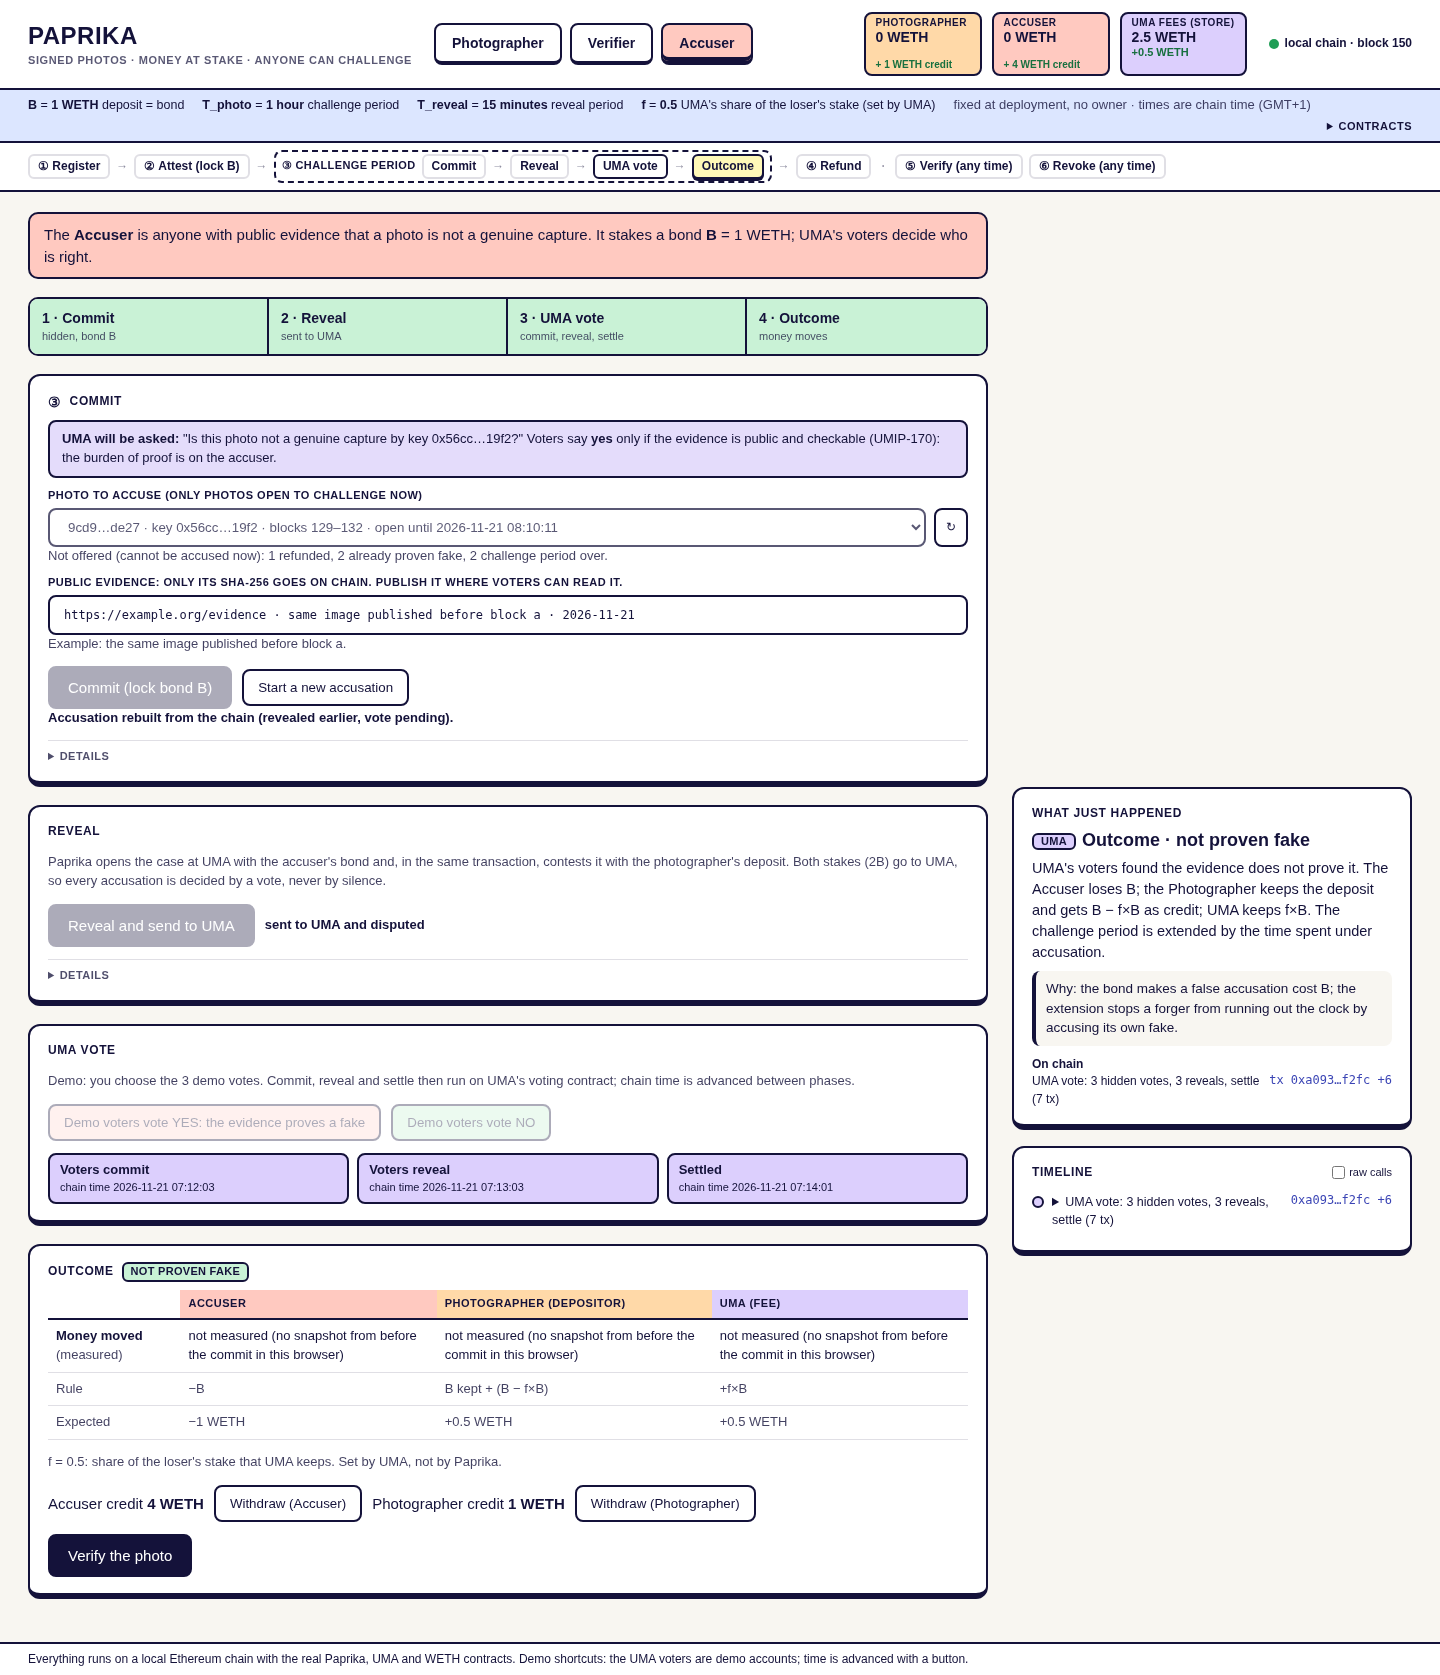 PAPRIKA
SIGNED PHOTOS · MONEY AT STAKE · ANYONE CAN CHALLENGE
Photographer
Verifier
Accuser
PHOTOGRAPHER
0 WETH
+ 1 WETH credit
ACCUSER
0 WETH
+ 4 WETH credit
UMA FEES (STORE)
2.5 WETH
+0.5 WETH
local chain · block 150
B = 1 WETH deposit = bond T_photo = 1 hour challenge period T_reveal = 15 minutes reveal period f = 0.5 UMA's share of the loser's stake (set by UMA) fixed at deployment, no owner · times are chain time (GMT+1)
▶ CONTRACTS
① Register → ② Attest (lock B) → ③ CHALLENGE PERIOD Commit → Reveal → UMA vote → Outcome → ④ Refund · ⑤ Verify (any time) ⑥ Revoke (any time)
The Accuser is anyone with public evidence that a photo is not a genuine capture. It stakes a bond B = 1 WETH; UMA's voters decide who
is right.
1 · Commit
hidden, bond B
2 · Reveal
sent to UMA
3 · UMA vote
commit, reveal, settle
4 · Outcome
money moves
③ COMMIT
UMA will be asked: "Is this photo not a genuine capture by key 0x56cc…19f2?" Voters say yes only if the evidence is public and checkable (UMIP-170):
the burden of proof is on the accuser.
PHOTO TO ACCUSE (ONLY PHOTOS OPEN TO CHALLENGE NOW)
9cd9…de27 · key 0x56cc…19f2 · blocks 129–132 · open until 2026-11-21 08:10:11
↻
Not offered (cannot be accused now): 1 refunded, 2 already proven fake, 2 challenge period over.
PUBLIC EVIDENCE: ONLY ITS SHA-256 GOES ON CHAIN. PUBLISH IT WHERE VOTERS CAN READ IT.
https://example.org/evidence · same image published before block a · 2026-11-21
Example: the same image published before block a.
Commit (lock bond B)
Start a new accusation
Accusation rebuilt from the chain (revealed earlier, vote pending).
▶ DETAILS
REVEAL
Paprika opens the case at UMA with the accuser's bond and, in the same transaction, contests it with the photographer's deposit. Both stakes (2B) go to UMA,
so every accusation is decided by a vote, never by silence.
Reveal and send to UMA
sent to UMA and disputed
▶ DETAILS
UMA VOTE
Demo: you choose the 3 demo votes. Commit, reveal and settle then run on UMA's voting contract; chain time is advanced between phases.
Demo voters vote YES: the evidence proves a fake
Demo voters vote NO
Voters commit
chain time 2026-11-21 07:12:03
Voters reveal
chain time 2026-11-21 07:13:03
Settled
chain time 2026-11-21 07:14:01
OUTCOME NOT PROVEN FAKE
ACCUSER PHOTOGRAPHER (DEPOSITOR) UMA (FEE)
Money moved
(measured)
not measured (no snapshot from before
the commit in this browser)
not measured (no snapshot from before the
commit in this browser)
not measured (no snapshot from before
the commit in this browser)
Rule −B B kept + (B − f×B) +f×B
Expected −1 WETH +0.5 WETH +0.5 WETH
f = 0.5: share of the loser's stake that UMA keeps. Set by UMA, not by Paprika.
Accuser credit 4 WETH Withdraw (Accuser) Photographer credit 1 WETH Withdraw (Photographer)
Verify the photo
WHAT JUST HAPPENED
UMA Outcome · not proven fake
UMA's voters found the evidence does not prove it. The
Accuser loses B; the Photographer keeps the deposit
and gets B − f×B as credit; UMA keeps f×B. The
challenge period is extended by the time spent under
accusation.
Why: the bond makes a false accusation cost B; the
extension stops a forger from running out the clock by
accusing its own fake.
On chain
UMA vote: 3 hidden votes, 3 reveals, settle tx 0xa093…f2fc +6
(7 tx)
TIMELINE
raw calls
▶ UMA vote: 3 hidden votes, 3 reveals, 0xa093…f2fc +6
settle (7 tx)
Everything runs on a local Ethereum chain with the real Paprika, UMA and WETH contracts. Demo shortcuts: the UMA voters are demo accounts; time is advanced with a button.